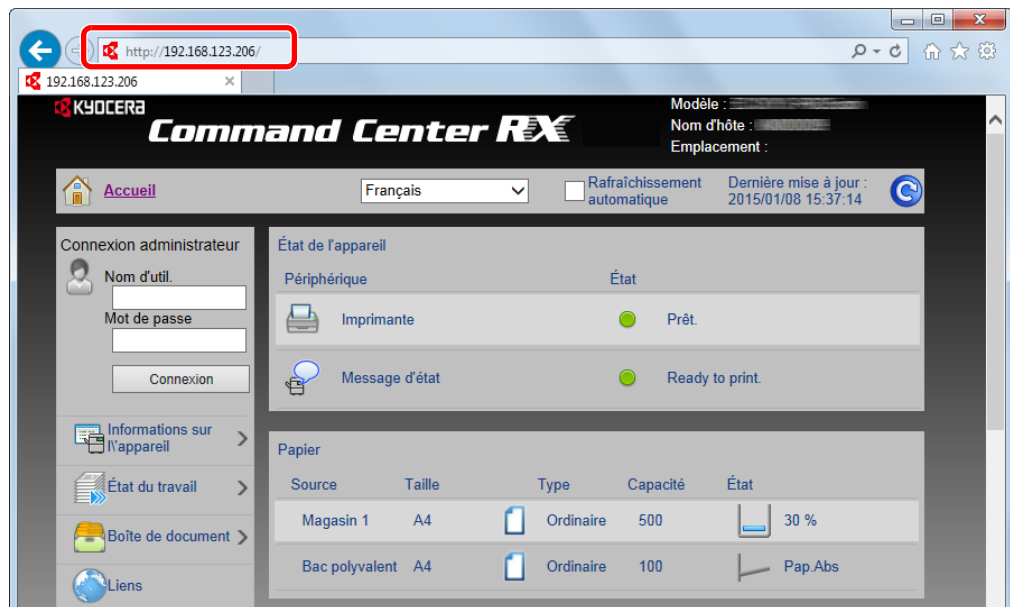 http://192.168.123.206/
192.168.123.206
KYOCERA
Command Center RX
Modèle :
Nom d'hôte :
Emplacement :
Accueil
Français
Rafraîchissement
automatique
Dernière mise à jour :
2015/01/08 15:37:14
Connexion administrateur
Nom d'util.
Mot de passe
Connexion
Informations sur
l\'appareil
État du travail
Boîte de document
Liens
État de l'appareil
Périphérique État
Imprimante Prêt.
Message d'état Ready to print.
Papier
Source Taille Type Capacité État
Magasin 1 A4 Ordinaire 500 30 %
Bac polyvalent A4 Ordinaire 100 Pap.Abs